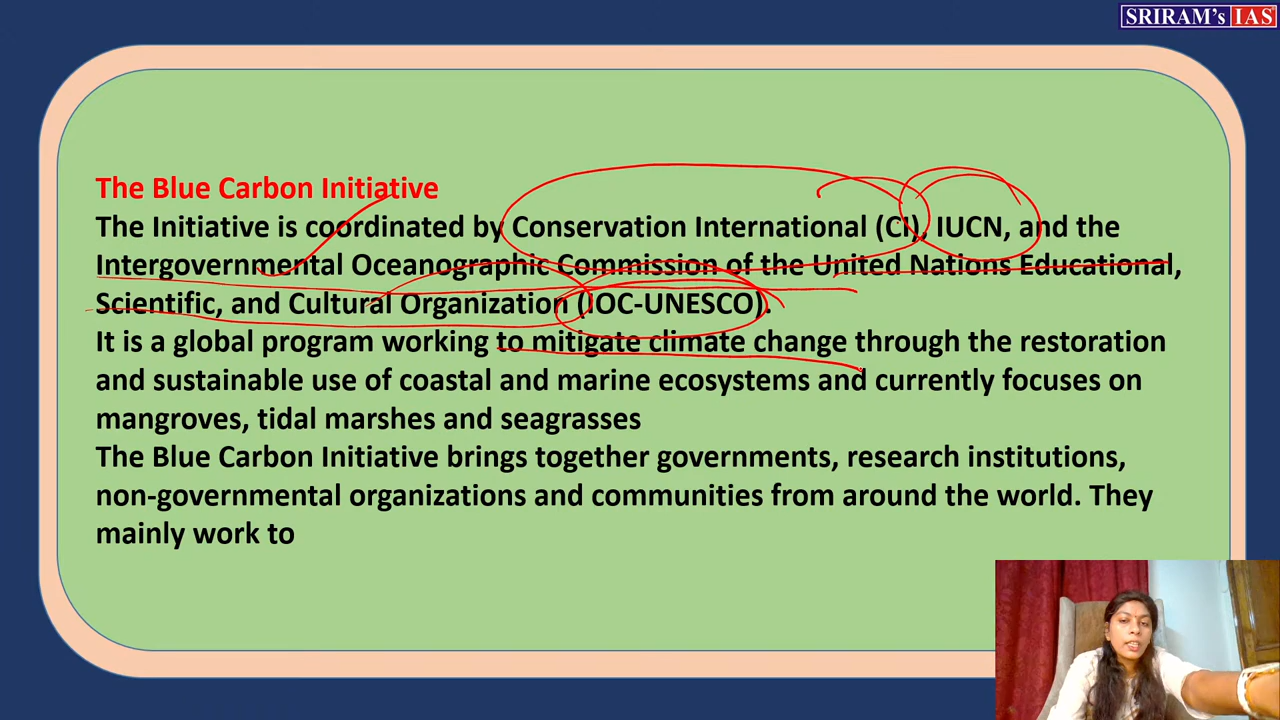 SRIRAM's IAS
The Blue Carbon Initiative
The Initiative is coordinated by Conservation International (CI), IUCN, and the
Intergovernmental Oceanographic Commission of the United Nations Educational,
Scientific, and Cultural Organization (IOC-UNESCO).
It is a global program working to mitigate climate change through the restoration
and sustainable use of coastal and marine ecosystems and currently focuses on
mangroves, tidal marshes and seagrasses
The Blue Carbon Initiative brings together governments, research institutions,
non-governmental organizations and communities from around the world. They
mainly work to